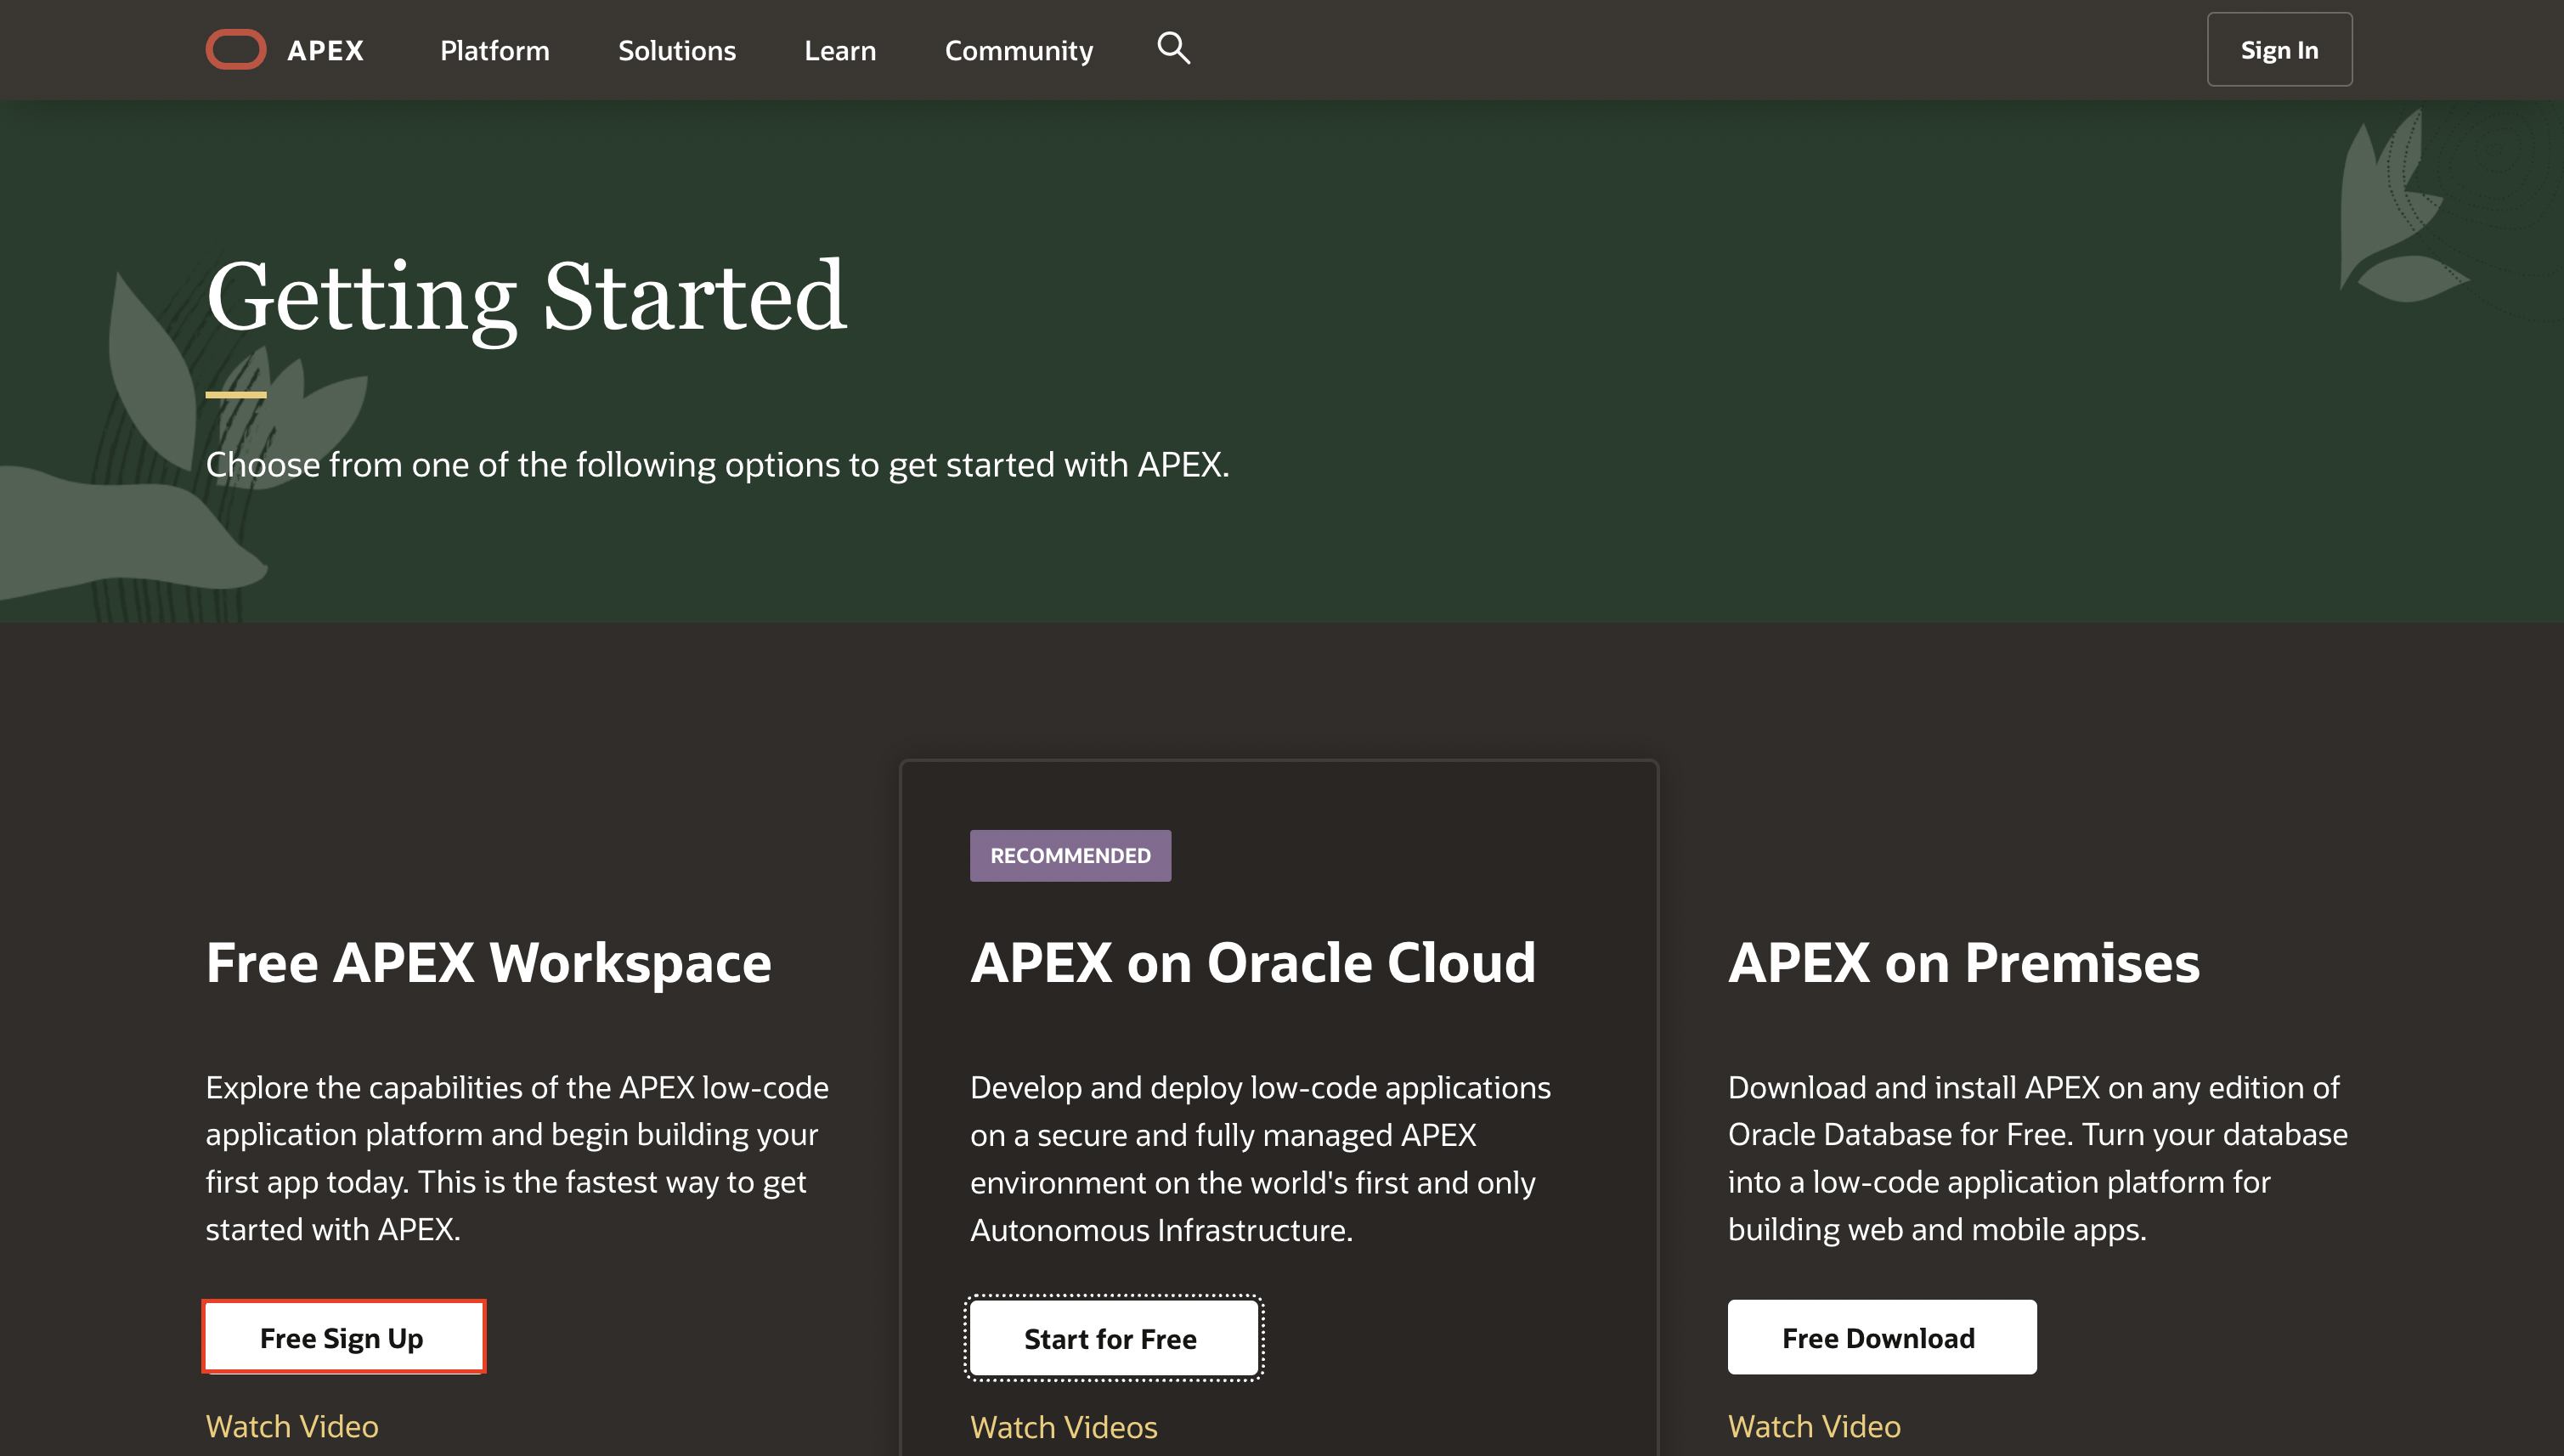 APEX Platform Solutions Learn Community Sign In
Getting Started
Choose from one of the following options to get started with APEX.
Free APEX Workspace
Explore the capabilities of the APEX low-code
application platform and begin building your
first app today. This is the fastest way to get
started with APEX.
Free Sign Up
Watch Video
RECOMMENDED
APEX on Oracle Cloud
Develop and deploy low-code applications
on a secure and fully managed APEX
environment on the world's first and only
Autonomous Infrastructure.
Start for Free
Watch Videos
APEX on Premises
Download and install APEX on any edition of
Oracle Database for Free. Turn your database
into a low-code application platform for
building web and mobile apps.
Free Download
Watch Video